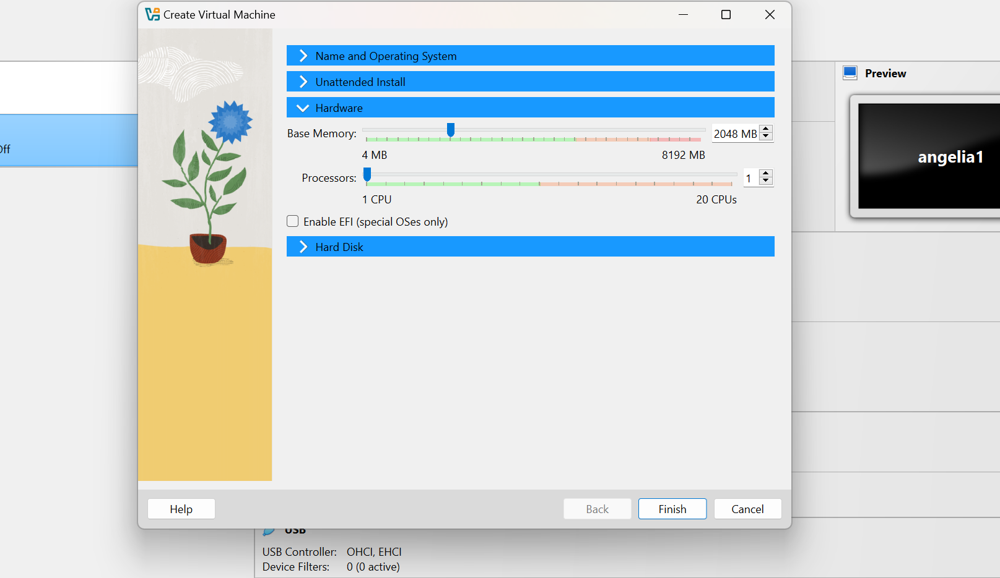 Create Virtual Machine
Name and Operating System
Unattended Install
Hardware
Base Memory: 2048 MB
4 MB 8192 MB
Processors: 1
1 CPU 20 CPUs
Enable EFI (special OSes only)
Hard Disk
Help Back Finish Cancel
Off
Preview
angelia1
USB
USB Controller: OHCI, EHCI
Device Filters: 0 (0 active)